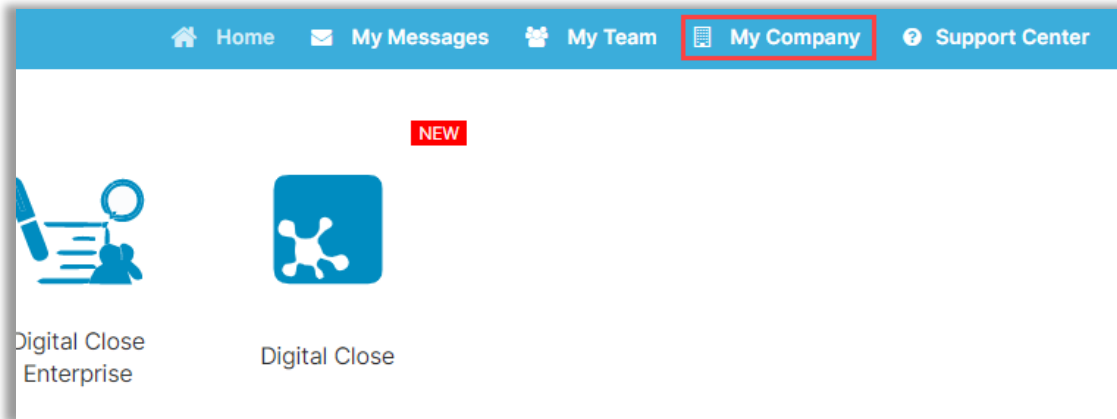 Home My Messages My Team My Company Support Center
NEW
Digital Close
Enterprise
Digital Close